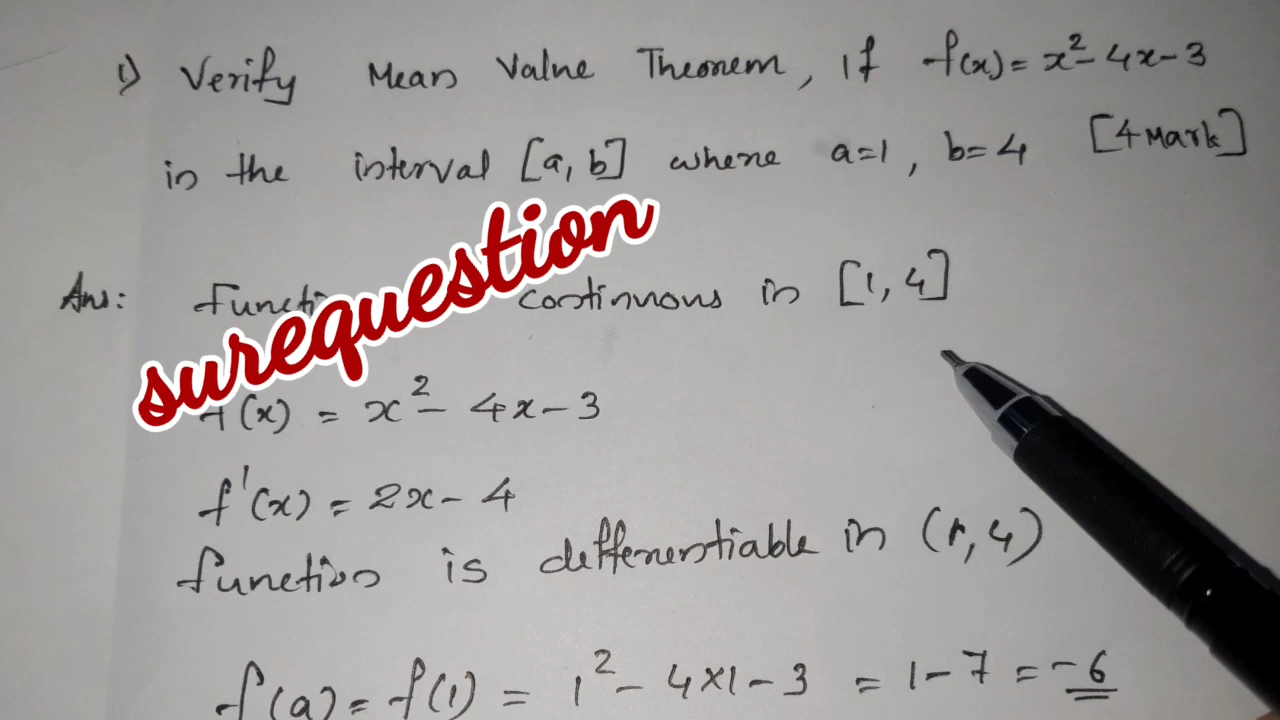 1) Verify Mean Value Theorem, if f(x) = x² - 4x - 3
in the interval [a, b] where a=1, b=4 [4 Mark]
surequestion
Ans: Functi continuous in [1, 4]
f(x) = x² - 4x - 3
f'(x) = 2x - 4
function is differentiable in (1, 4)
f(a) = f(1) = 1² - 4×1 - 3 = 1 - 7 = -6